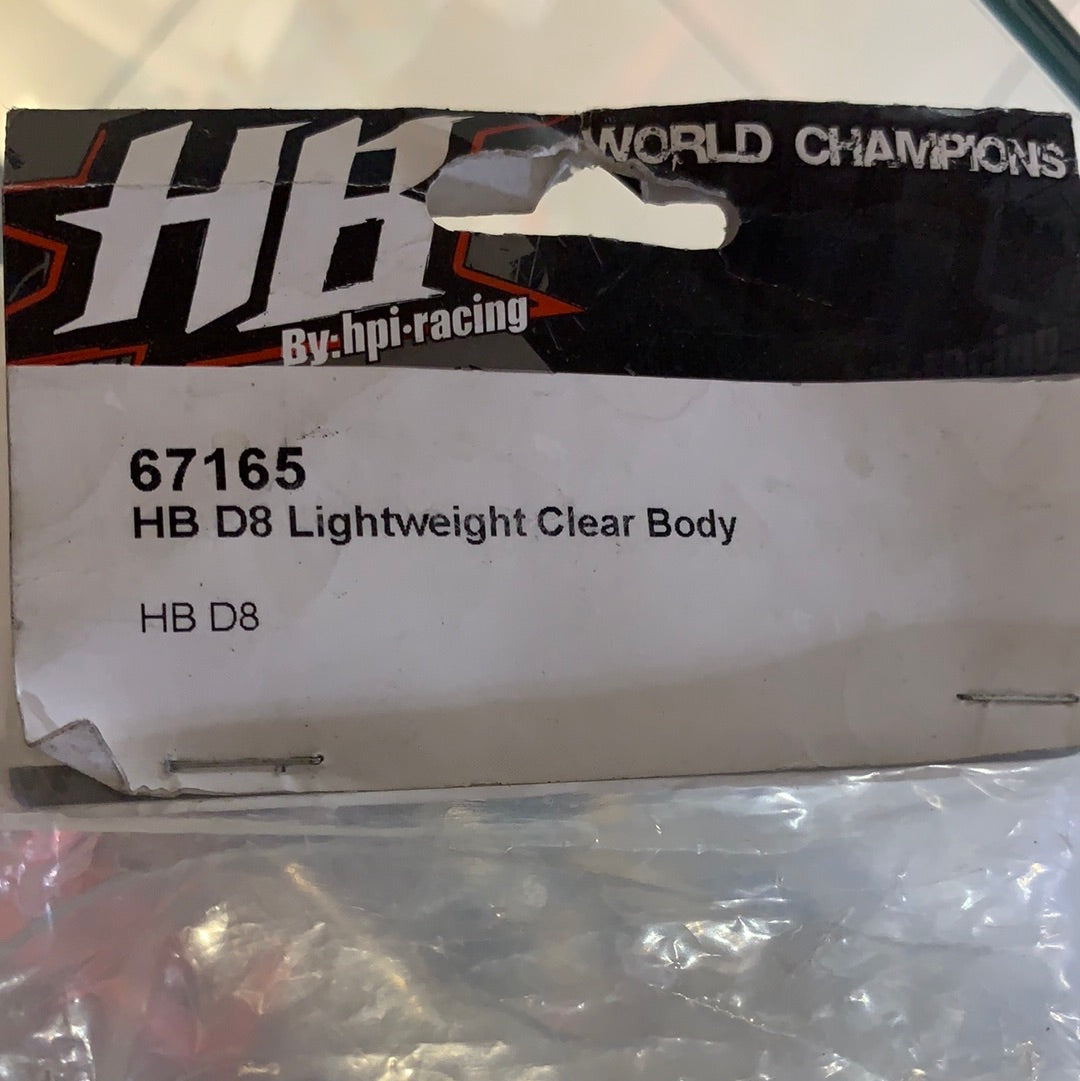 HB WORLD CHAMPIONS
By:hpi·racing
67165
HB D8 Lightweight Clear Body
HB D8